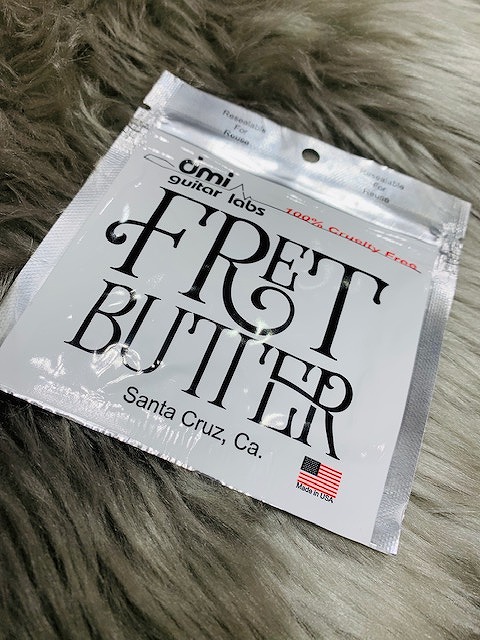 Resealable
For
Reuse
Resealable
For
Reuse
öimi
guitar labs
100% Cruelty Free
FRET
BUTTER
Santa Cruz, Ca.
Made in USA